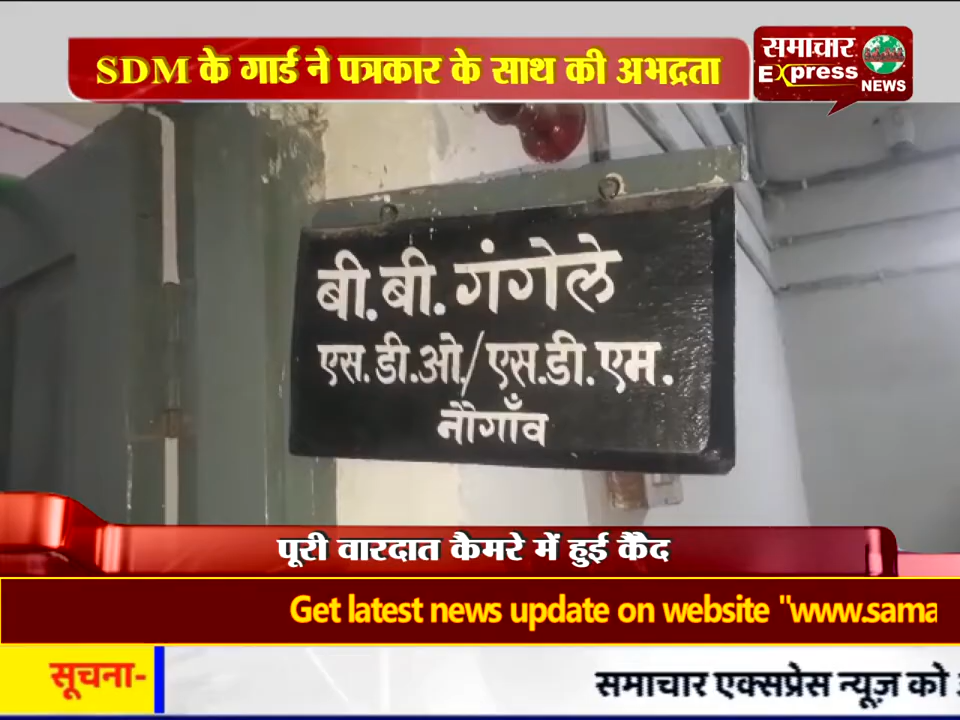 SDM के गार्ड ने पत्रकार के साथ की अभद्रता
समाचार
Express
NEWS
बी.बी. गंगेले
एस.डी.ओ./एस.डी.एम.
नौगाँव
पूरी वारदात कैमरे में हुई कैद
Get latest news update on website "www.sama
सूचना-
समाचार एक्सप्रेस न्यूज़ को